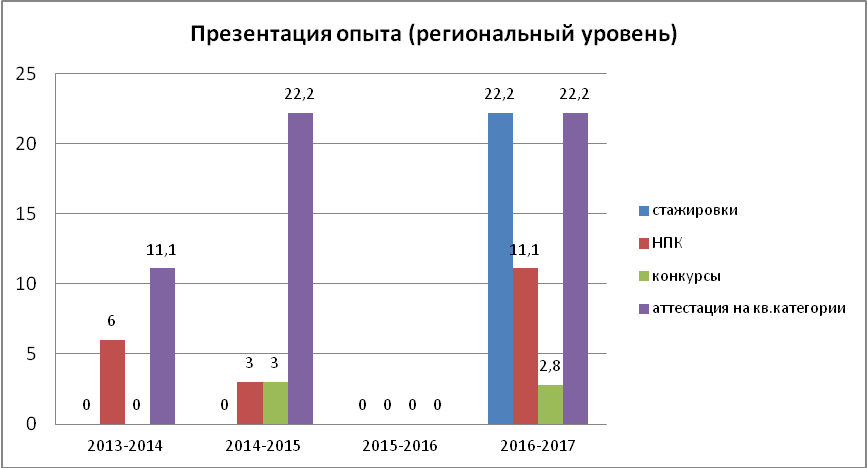 Презентация опыта (региональный уровень)
25
20
15
10
5
0
0 6 0 11,1
0 3 3 22,2
0 0 0 0
22,2 11,1 2,8 22,2
2013-2014 2014-2015 2015-2016 2016-2017
стажировки
НПК
конкурсы
аттестация на кв.категории